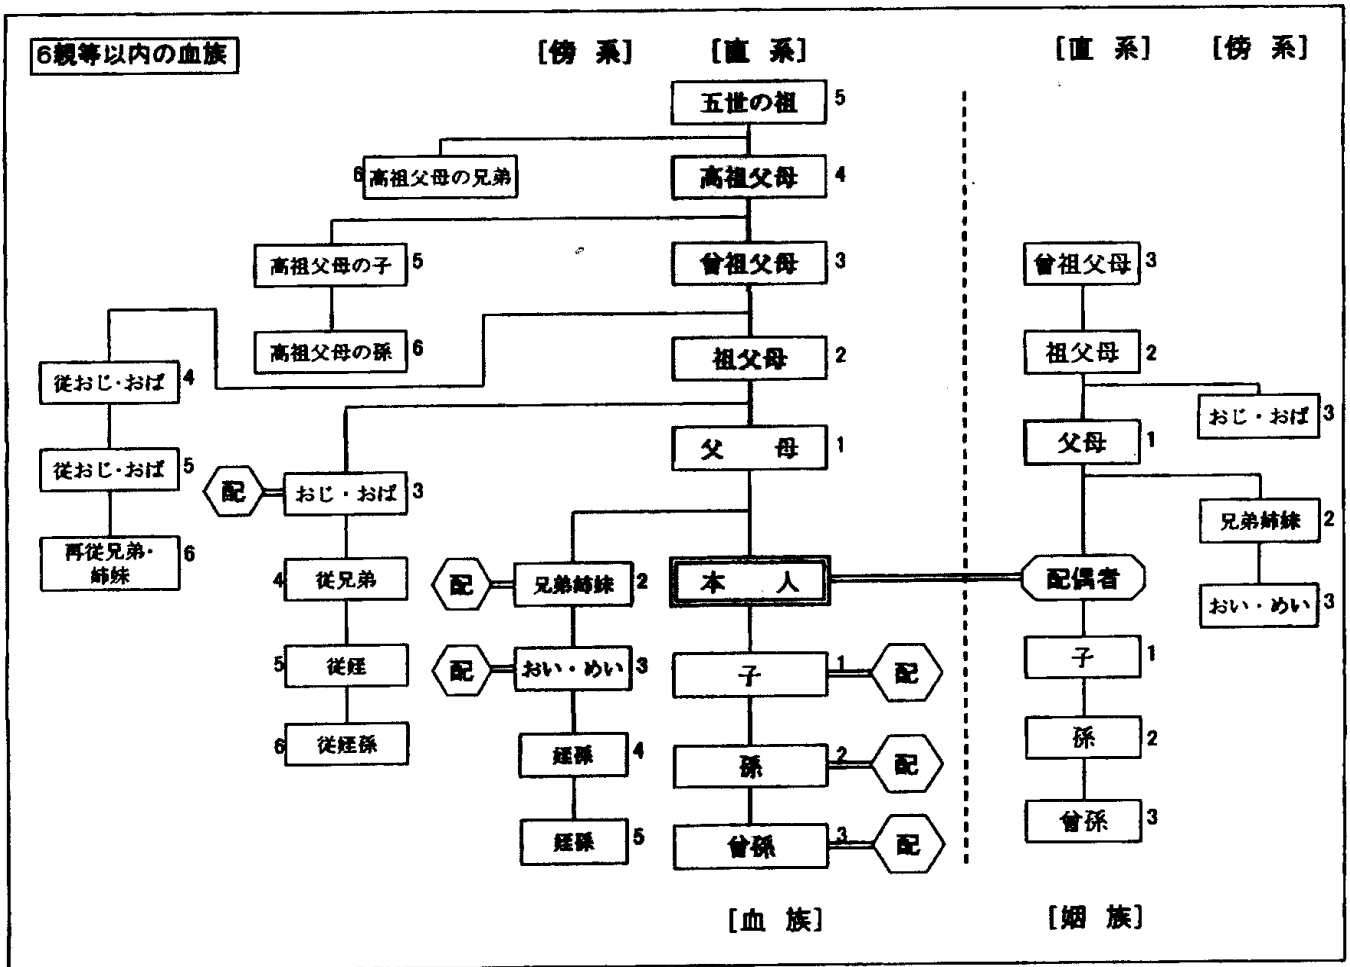 6親等以内の血族
[傍 系]
[直 系]
[直 系]
[傍 系]
五世の祖 5
6 高祖父母の兄弟
高祖父母 4
高祖父母の子 5
曾祖父母 3
曾祖父母 3
高祖父母の孫 6
祖父母 2
祖父母 2
従おじ・おば 4
おじ・おば 3
父 母 1
父母 1
従おじ・おば 5
配
おじ・おば 3
兄弟姉妹 2
再従兄弟・
姉妹 6
4 従兄弟
配
兄弟姉妹 2
本 人
配偶者
おい・めい 3
5 従姪
配
おい・めい 3
子 1
配
子 1
6 従姪孫
姪孫 4
孫 2
配
孫 2
姪孫 5
曾孫 3
配
曾孫 3
[血 族]
[姻 族]